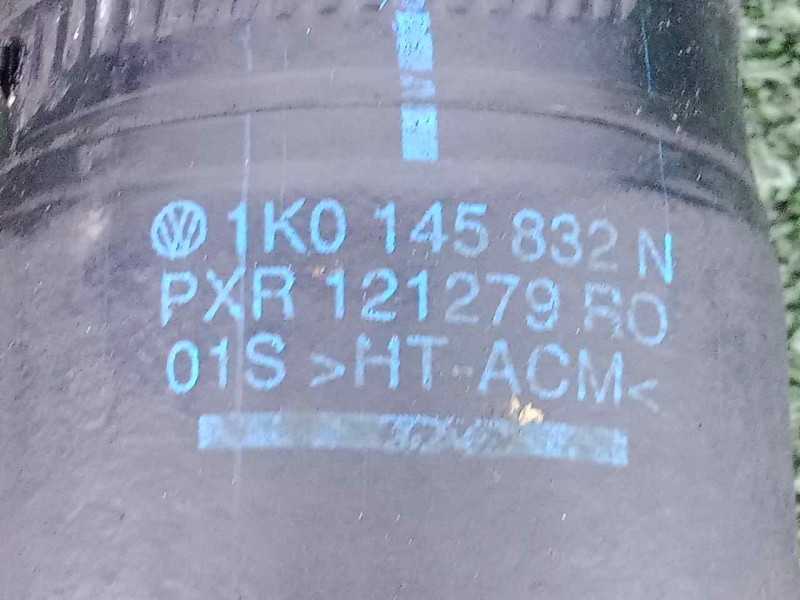 1K0 145 832 N
PXR 121279 RO
01S >HT-ACM<